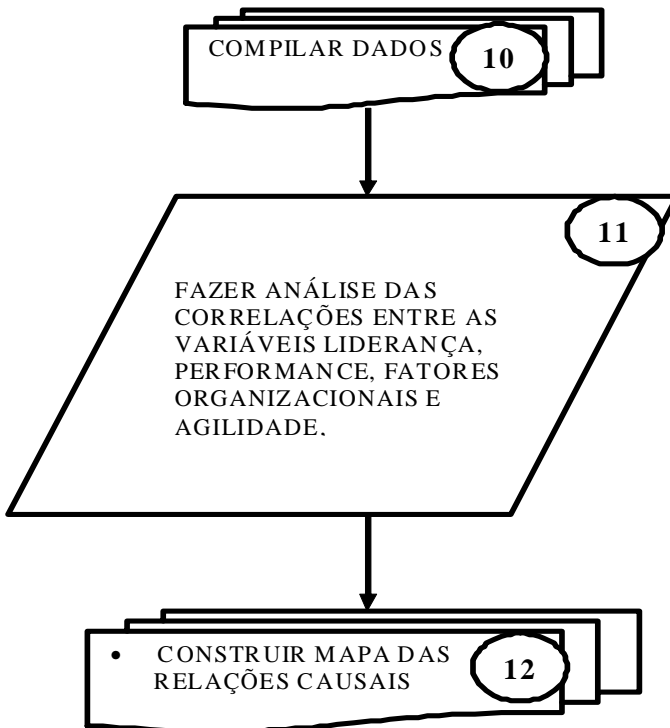 COMPILAR DADOS 10
11
FAZER ANÁLISE DAS
CORRELAÇÕES ENTRE AS
VARIÁVEIS LIDERANÇA,
PERFORMANCE, FATORES
ORGANIZACIONAIS E
AGILIDADE.
• CONSTRUIR MAPA DAS
RELAÇÕES CAUSAIS
12